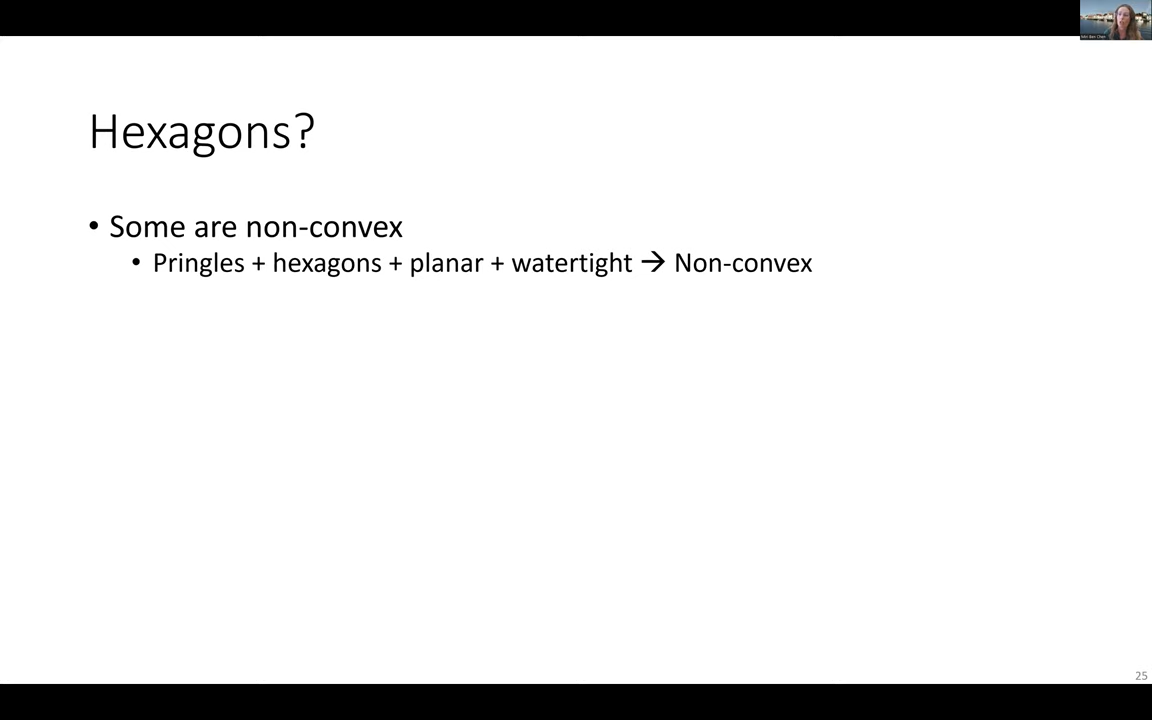 Hexagons?
• Some are non-convex
• Pringles + hexagons + planar + watertight → Non-convex
25